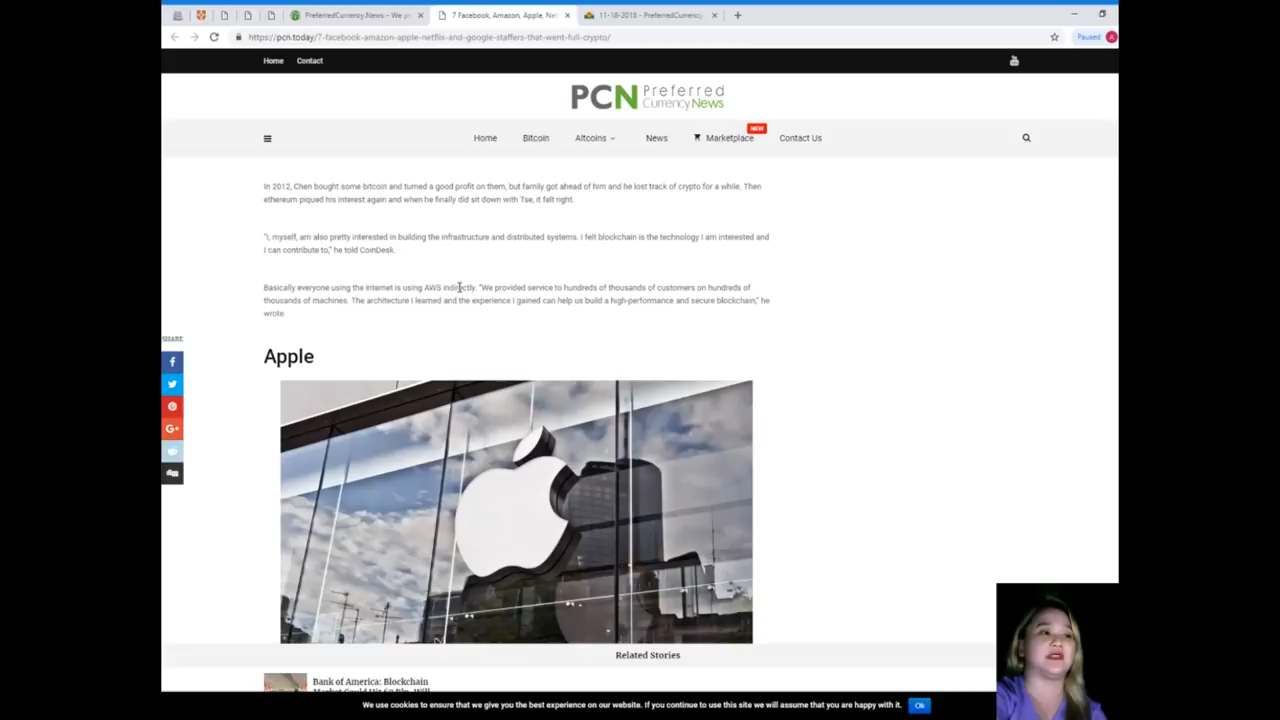 PreferredCurrency.News – We p
7 Facebook, Amazon, Apple, Ne
11-18-2018 - PreferredCurrency
https://pcn.today/7-facebook-amazon-apple-netflix-and-google-staffers-that-went-full-crypto/
Paused
A
Home Contact
PCN Preferred
Currency News
NEW
Home Bitcoin Altcoins News Marketplace Contact Us
In 2012, Chen bought some bitcoin and turned a good profit on them, but family got ahead of him and he lost track of crypto for a while. Then
ethereum piqued his interest again and when he finally did sit down with Tse, it felt right.
"I, myself, am also pretty interested in building the infrastructure and distributed systems. I felt blockchain is the technology I am interested and
I can contribute to," he told CoinDesk.
Basically everyone using the internet is using AWS indirectly. "We provided service to hundreds of thousands of customers on hundreds of
thousands of machines. The architecture I learned and the experience I gained can help us build a high-performance and secure blockchain," he
wrote.
SHARE
Apple
Related Stories
Bank of America: Blockchain
We use cookies to ensure that we give you the best experience on our website. If you continue to use this site we will assume that you are happy with it. Ok